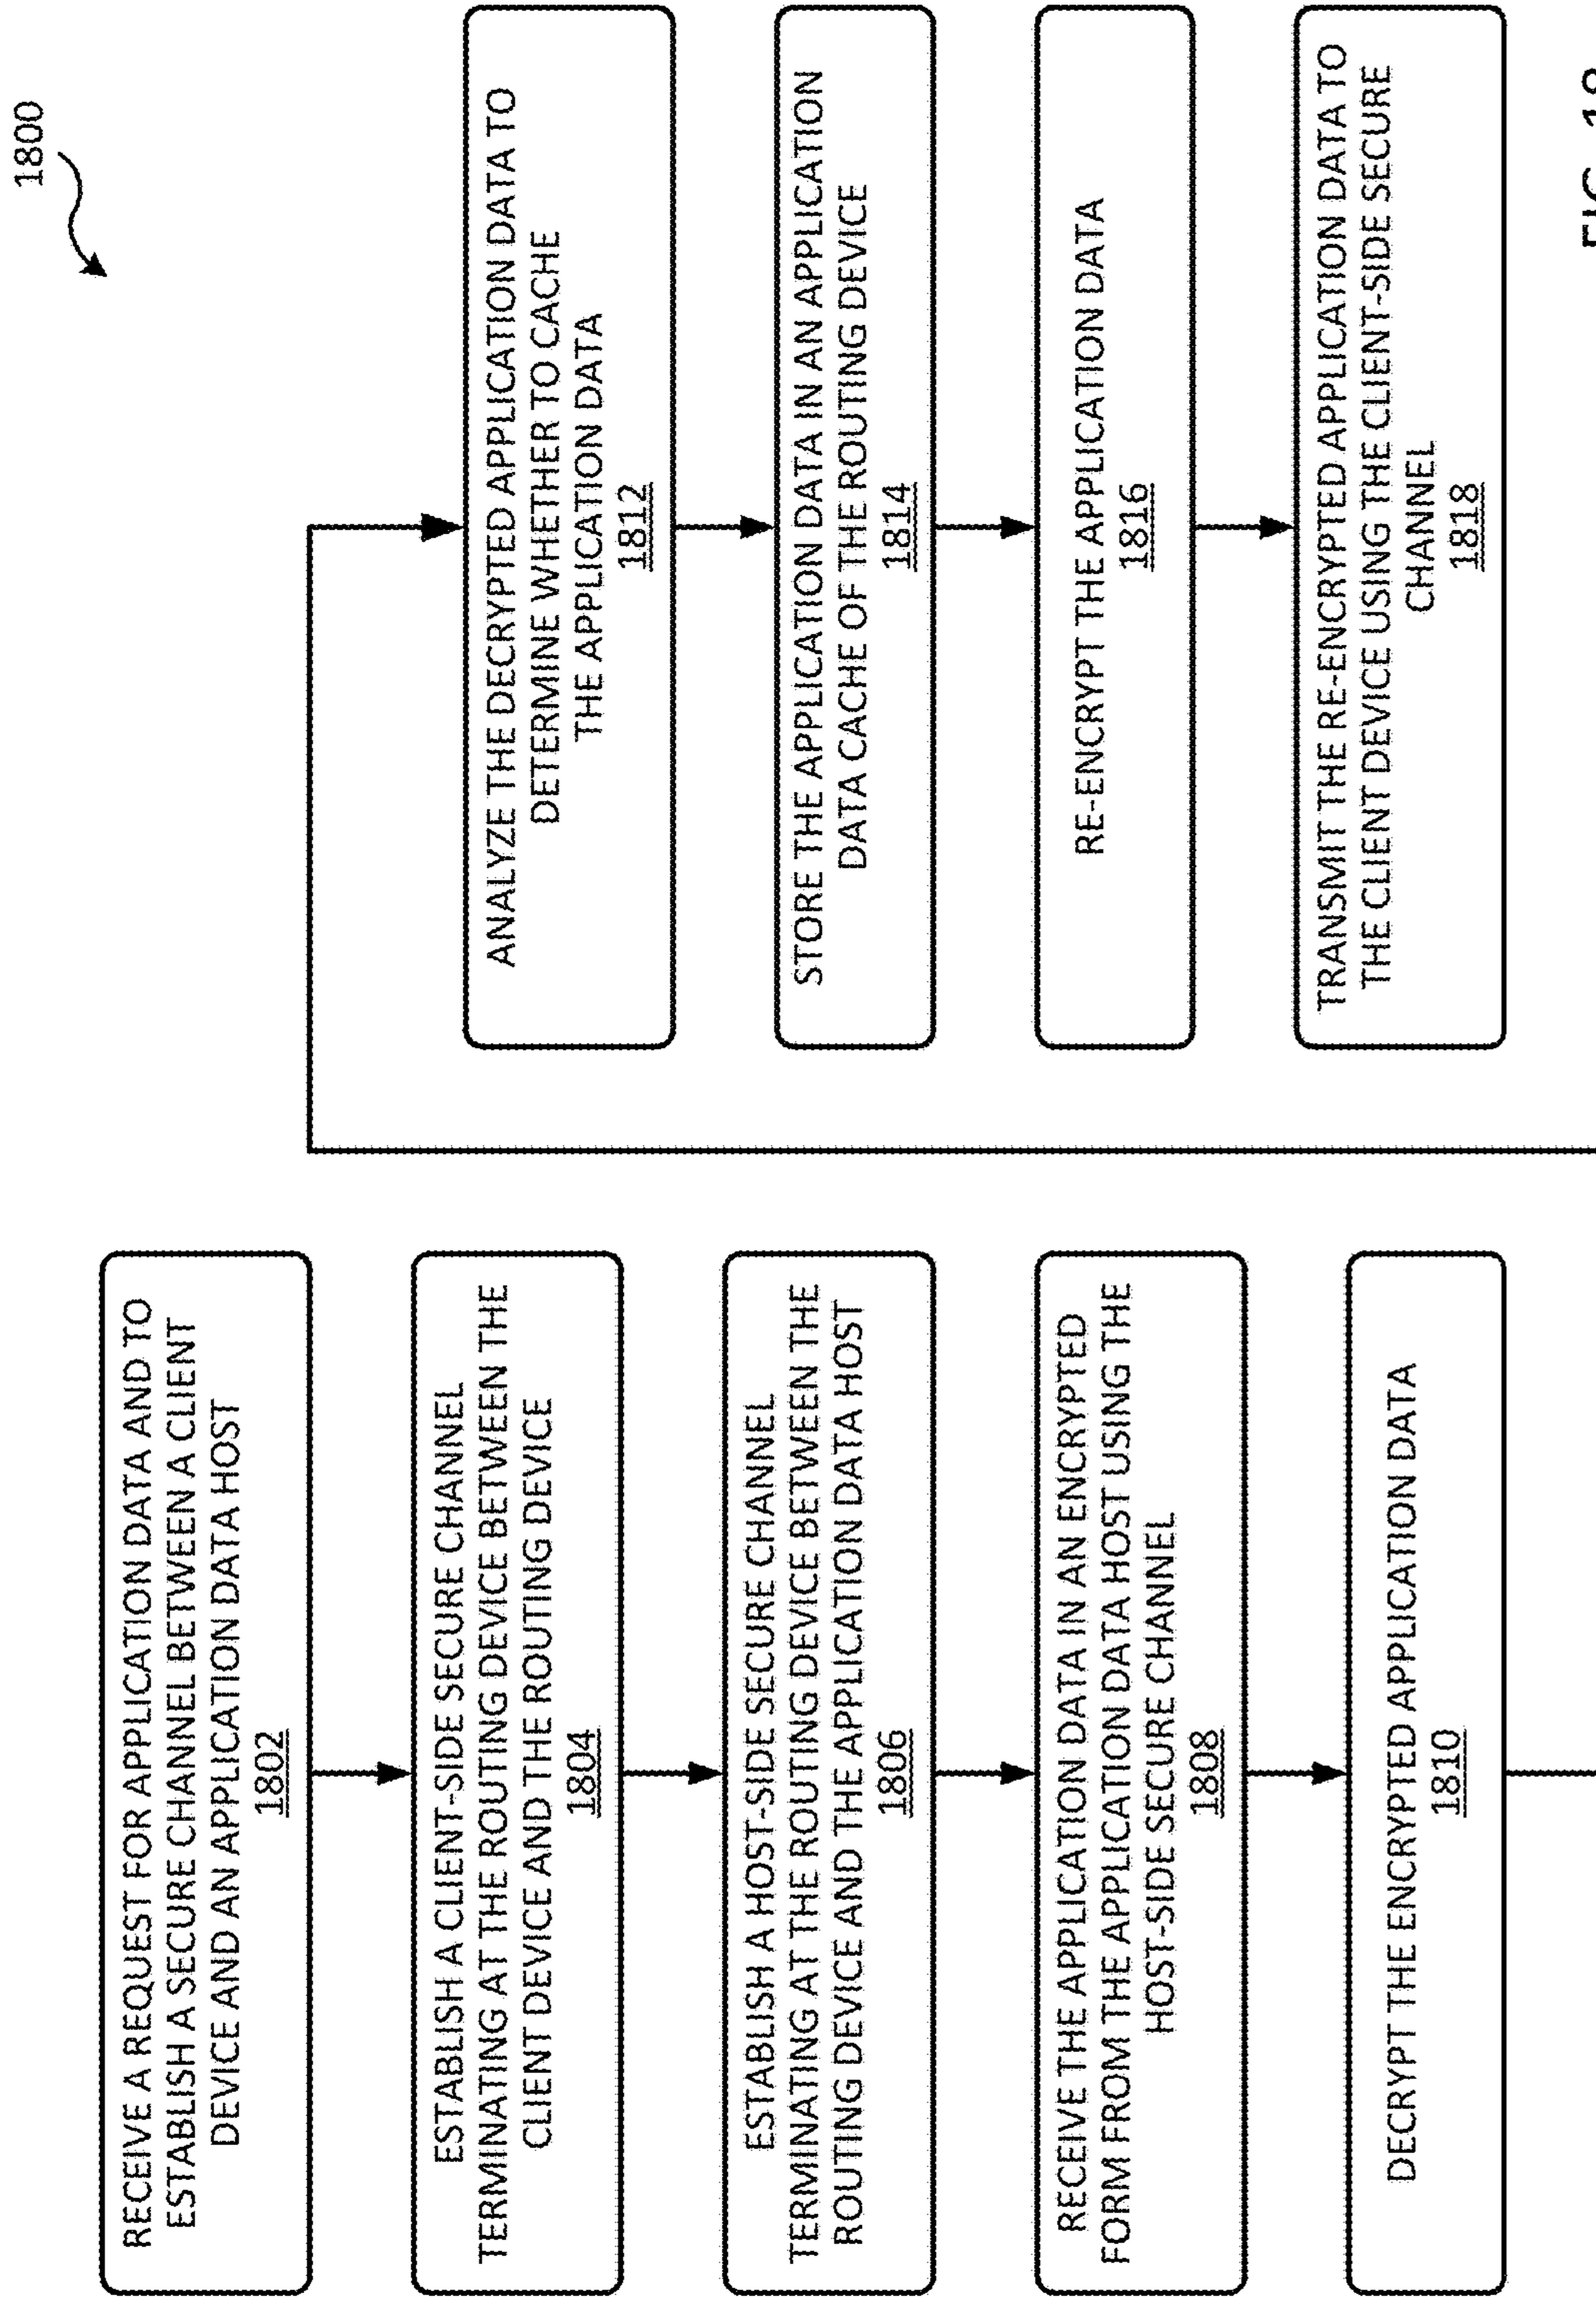 1800
RECEIVE A REQUEST FOR APPLICATION DATA AND TO
ESTABLISH A SECURE CHANNEL BETWEEN A CLIENT
DEVICE AND AN APPLICATION DATA HOST
1802
ESTABLISH A CLIENT-SIDE SECURE CHANNEL
TERMINATING AT THE ROUTING DEVICE BETWEEN THE
CLIENT DEVICE AND THE ROUTING DEVICE
1804
ESTABLISH A HOST-SIDE SECURE CHANNEL
TERMINATING AT THE ROUTING DEVICE BETWEEN THE
ROUTING DEVICE AND THE APPLICATION DATA HOST
1806
RECEIVE THE APPLICATION DATA IN AN ENCRYPTED
FORM FROM THE APPLICATION DATA HOST USING THE
HOST-SIDE SECURE CHANNEL
1808
DECRYPT THE ENCRYPTED APPLICATION DATA
1810
ANALYZE THE DECRYPTED APPLICATION DATA TO
DETERMINE WHETHER TO CACHE
THE APPLICATION DATA
1812
STORE THE APPLICATION DATA IN AN APPLICATION
DATA CACHE OF THE ROUTING DEVICE
1814
RE-ENCRYPT THE APPLICATION DATA
1816
TRANSMIT THE RE-ENCRYPTED APPLICATION DATA TO
THE CLIENT DEVICE USING THE CLIENT-SIDE SECURE
CHANNEL
1818